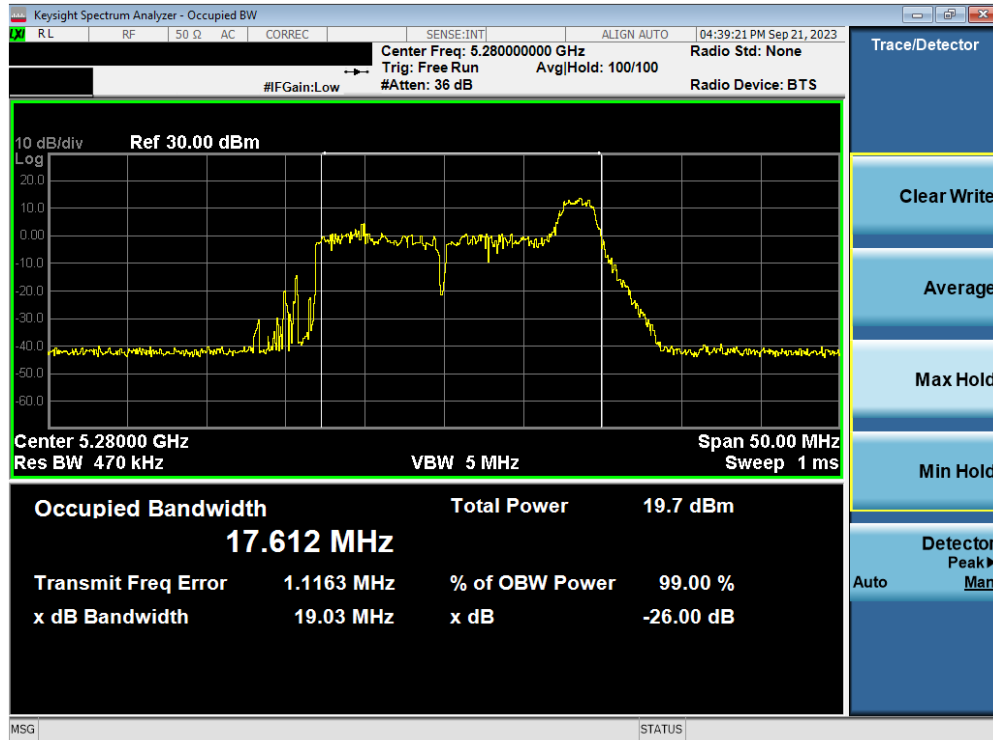 Keysight Spectrum Analyzer - Occupied BW
LXI RL RF 50 Ω AC CORREC SENSE:INT ALIGN AUTO 04:39:21 PM Sep 21, 2023
Center Freq: 5.280000000 GHz Radio Std: None
Trig: Free Run Avg|Hold: 100/100
#IFGain:Low #Atten: 36 dB Radio Device: BTS
10 dB/div Ref 30.00 dBm
Log
20.0
10.0
0.00
-10.0
-20.0
-30.0
-40.0
-50.0
-60.0
Center 5.28000 GHz Span 50.00 MHz
Res BW 470 kHz VBW 5 MHz Sweep 1 ms
Occupied Bandwidth Total Power 19.7 dBm
17.612 MHz
Transmit Freq Error 1.1163 MHz % of OBW Power 99.00 %
x dB Bandwidth 19.03 MHz x dB -26.00 dB
MSG STATUS
Trace/Detector
Clear Write
Average
Max Hold
Min Hold
Detector
Peak
Auto Man